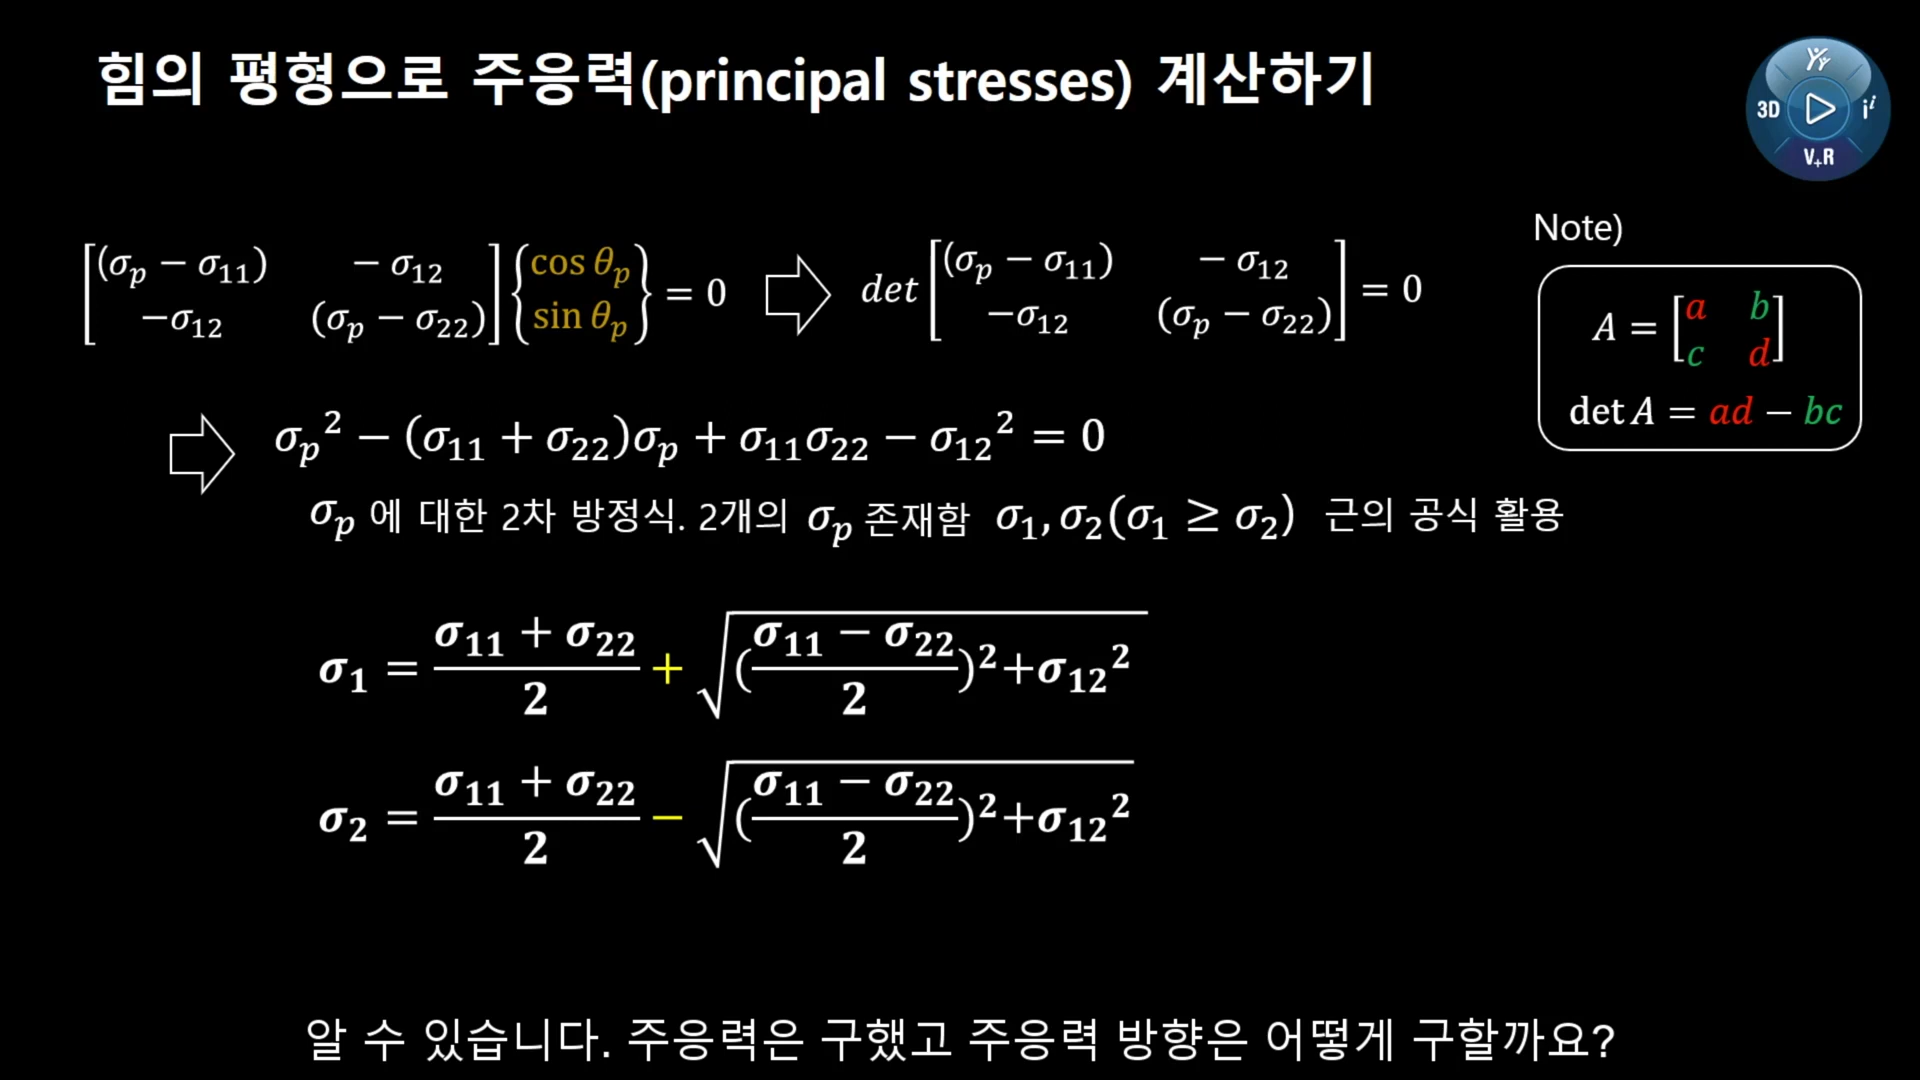 힘의 평형으로 주응력(principal stresses) 계산하기
3D
V+R
Note)
[(σp − σ11) − σ12; −σ12 (σp − σ22)] {cos θp; sin θp} = 0 ⇨ det [(σp − σ11) − σ12; −σ12 (σp − σ22)] = 0
A = [a b; c d]
det A = ad − bc
⇨ σp² − (σ11 + σ22)σp + σ11σ22 − σ12² = 0
σp 에 대한 2차 방정식. 2개의 σp 존재함 σ1, σ2(σ1 ≥ σ2) 근의 공식 활용
σ1 = (σ11 + σ22)/2 + √((σ11 − σ22)/2)²+σ12²
σ2 = (σ11 + σ22)/2 − √((σ11 − σ22)/2)²+σ12²
알 수 있습니다. 주응력은 구했고 주응력 방향은 어떻게 구할까요?